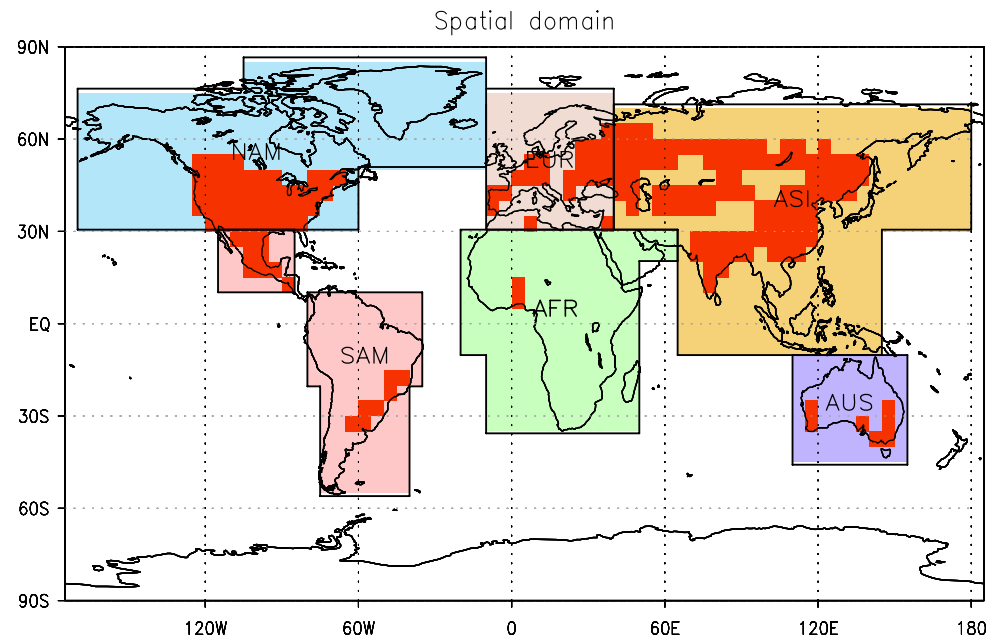 Spatial domain
90N
60N
30N
EQ
30S
60S
90S
NAM
EUR
ASI
AFR
SAM
AUS
120W
60W
0
60E
120E
180